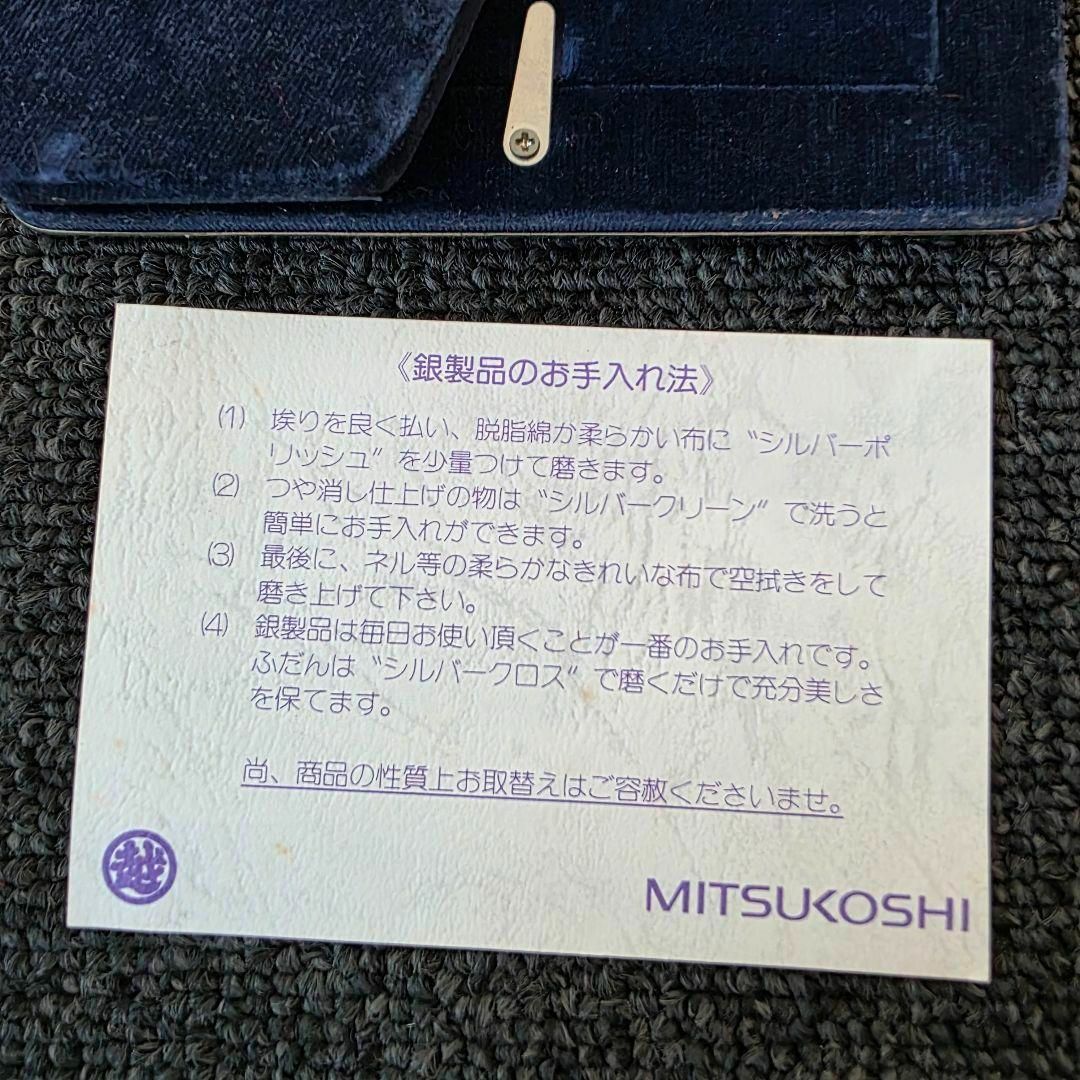 《銀製品のお手入れ法》
(1) 埃りを良く払い、脱脂綿か柔らかい布に〝シルバーポ
リッシュ〟を少量つけて磨きます。
(2) つや消し仕上げの物は〝シルバークリーン〟で洗うと
簡単にお手入れができます。
(3) 最後に、ネル等の柔らかなきれいな布で空拭きをして
磨き上げて下さい。
(4) 銀製品は毎日お使い頂くことが一番のお手入れです。
ふだんは〝シルバークロス〟で磨くだけで充分美しさ
を保てます。
尚、商品の性質上お取替えはご容赦くださいませ。
越
MITSUKOSHI